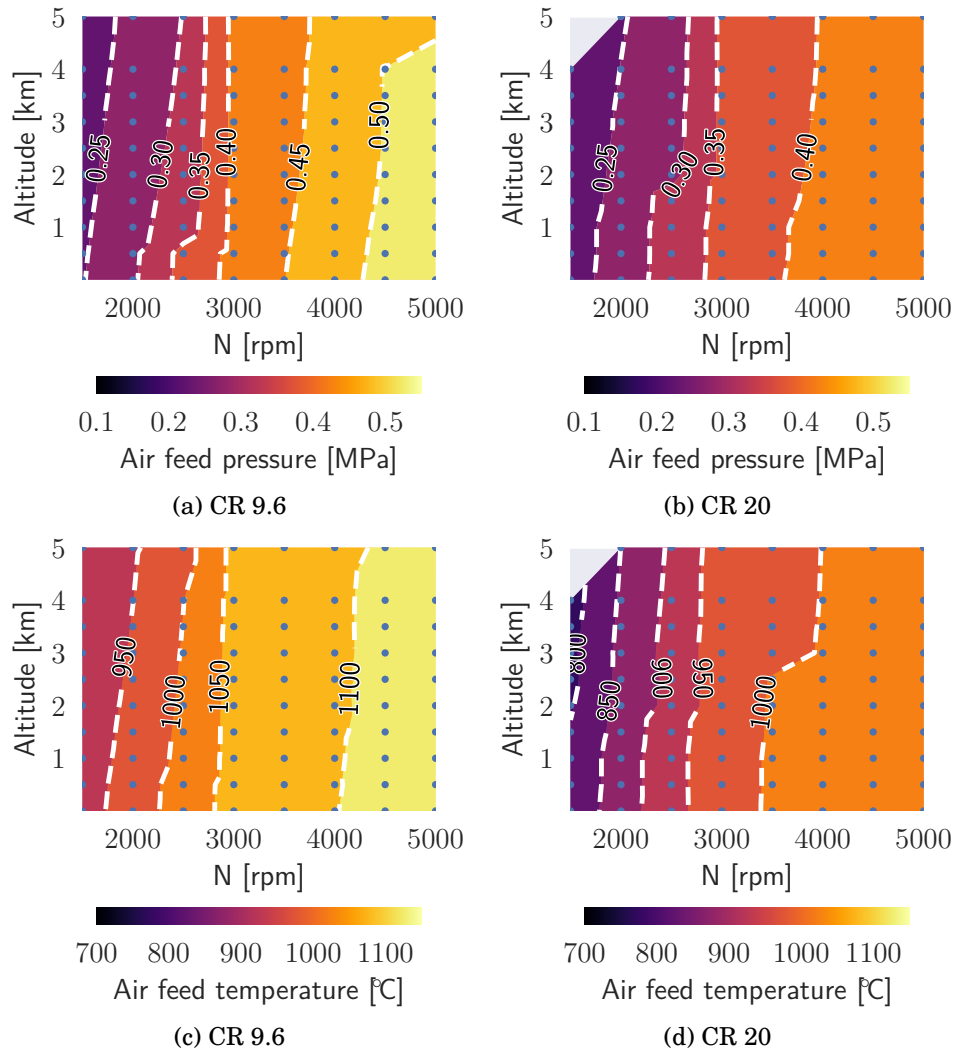 5
4
3
2
1
Altitude [km]
0.25
0.30
0.35
0.40
0.45
0.50
2000 3000 4000 5000
N [rpm]
0.1 0.2 0.3 0.4 0.5
Air feed pressure [MPa]
(a) CR 9.6
5
4
3
2
1
Altitude [km]
0.25
0.30
0.35
0.40
2000 3000 4000 5000
N [rpm]
0.1 0.2 0.3 0.4 0.5
Air feed pressure [MPa]
(b) CR 20
5
4
3
2
1
Altitude [km]
950
1000
1050
1100
2000 3000 4000 5000
N [rpm]
700 800 900 1000 1100
Air feed temperature [°C]
(c) CR 9.6
5
4
3
2
1
Altitude [km]
800
850
900
950
1000
2000 3000 4000 5000
N [rpm]
700 800 900 1000 1100
Air feed temperature [°C]
(d) CR 20